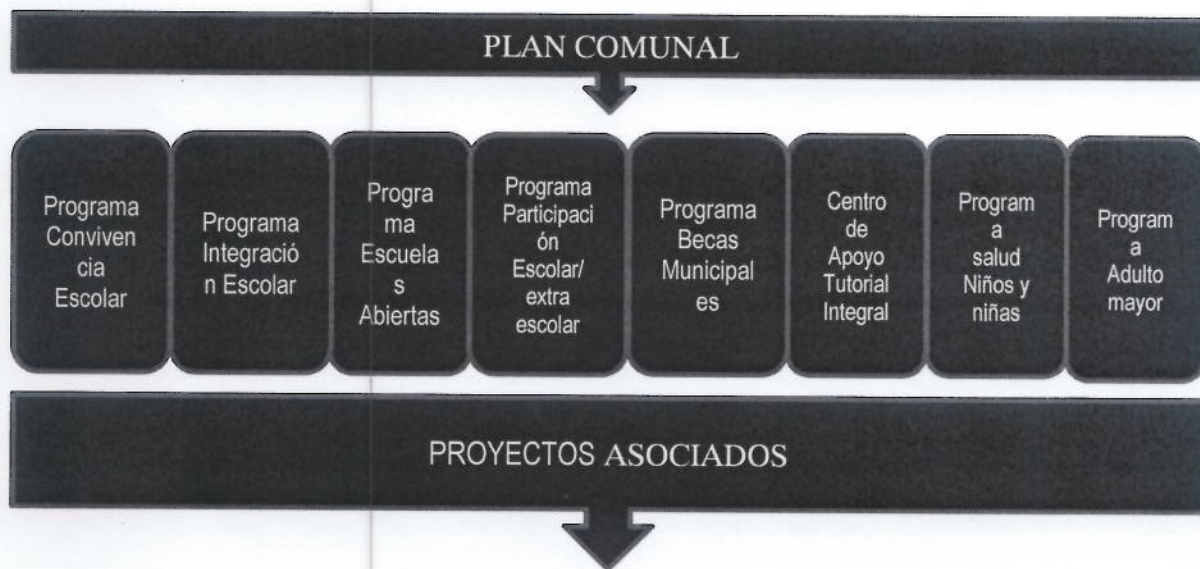 PLAN COMUNAL
Programa
Conviven
cia
Escolar
Programa
Integració
n Escolar
Progra
ma
Escuela
s
Abiertas
Programa
Participaci
ón
Escolar/
extra
escolar
Programa
Becas
Municipal
es
Centro
de
Apoyo
Tutorial
Integral
Program
a
salud
Niños y
niñas
Program
a
Adulto
mayor
PROYECTOS ASOCIADOS